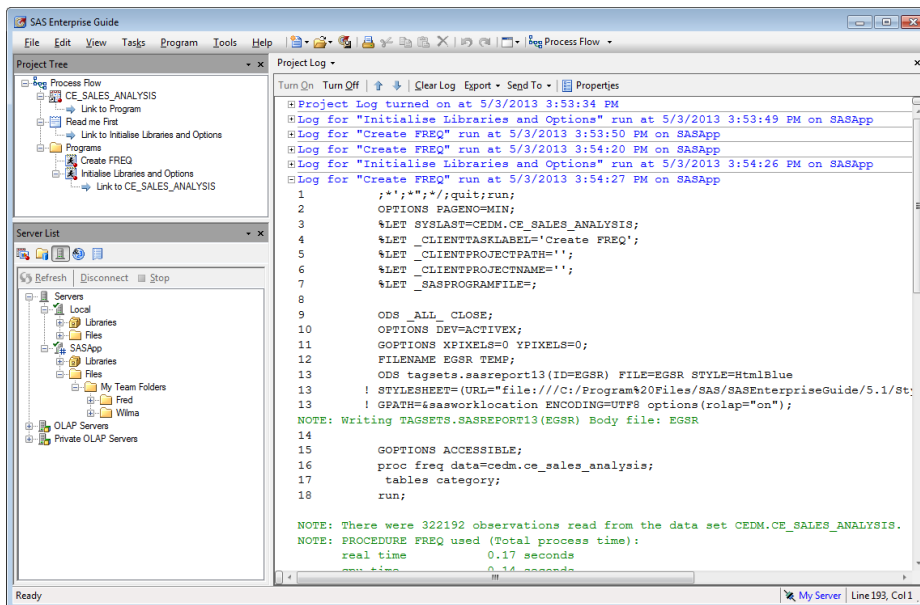 SAS Enterprise Guide
File Edit View Tasks Program Tools Help Process Flow
Project Tree
Process Flow
CE_SALES_ANALYSIS
Link to Program
Read me First
Link to Initialise Libraries and Options
Programs
Create FREQ
Initialise Libraries and Options
Link to CE_SALES_ANALYSIS
Server List
Refresh Disconnect Stop
Servers
Local
Libraries
Files
SASApp
Libraries
Files
My Team Folders
Fred
Wilma
OLAP Servers
Private OLAP Servers
Project Log
Turn On Turn Off Clear Log Export Send To Properties
Project Log turned on at 5/3/2013 3:53:34 PM
Log for "Initialise Libraries and Options" run at 5/3/2013 3:53:49 PM on SASApp
Log for "Create FREQ" run at 5/3/2013 3:53:50 PM on SASApp
Log for "Create FREQ" run at 5/3/2013 3:54:20 PM on SASApp
Log for "Initialise Libraries and Options" run at 5/3/2013 3:54:26 PM on SASApp
Log for "Create FREQ" run at 5/3/2013 3:54:27 PM on SASApp
1 ;*';*";*/;quit;run;
2 OPTIONS PAGENO=MIN;
3 %LET SYSLAST=CEDM.CE_SALES_ANALYSIS;
4 %LET _CLIENTTASKLABEL='Create FREQ';
5 %LET _CLIENTPROJECTPATH='';
6 %LET _CLIENTPROJECTNAME='';
7 %LET _SASPROGRAMFILE=;
8
9 ODS _ALL_ CLOSE;
10 OPTIONS DEV=ACTIVEX;
11 GOPTIONS XPIXELS=0 YPIXELS=0;
12 FILENAME EGSR TEMP;
13 ODS tagsets.sasreport13(ID=EGSR) FILE=EGSR STYLE=HtmlBlue
13 ! STYLESHEET=(URL="file:///C:/Program%20Files/SAS/SASEnterpriseGuide/5.1/Sty
13 ! GPATH=&sasworklocation ENCODING=UTF8 options(rolap="on");
NOTE: Writing TAGSETS.SASREPORT13(EGSR) Body file: EGSR
14
15 GOPTIONS ACCESSIBLE;
16 proc freq data=cedm.ce_sales_analysis;
17 tables category;
18 run;
NOTE: There were 322192 observations read from the data set CEDM.CE_SALES_ANALYSIS.
NOTE: PROCEDURE FREQ used (Total process time):
real time 0.17 seconds
cpu time 0.14 seconds
Ready My Server Line 193, Col 1